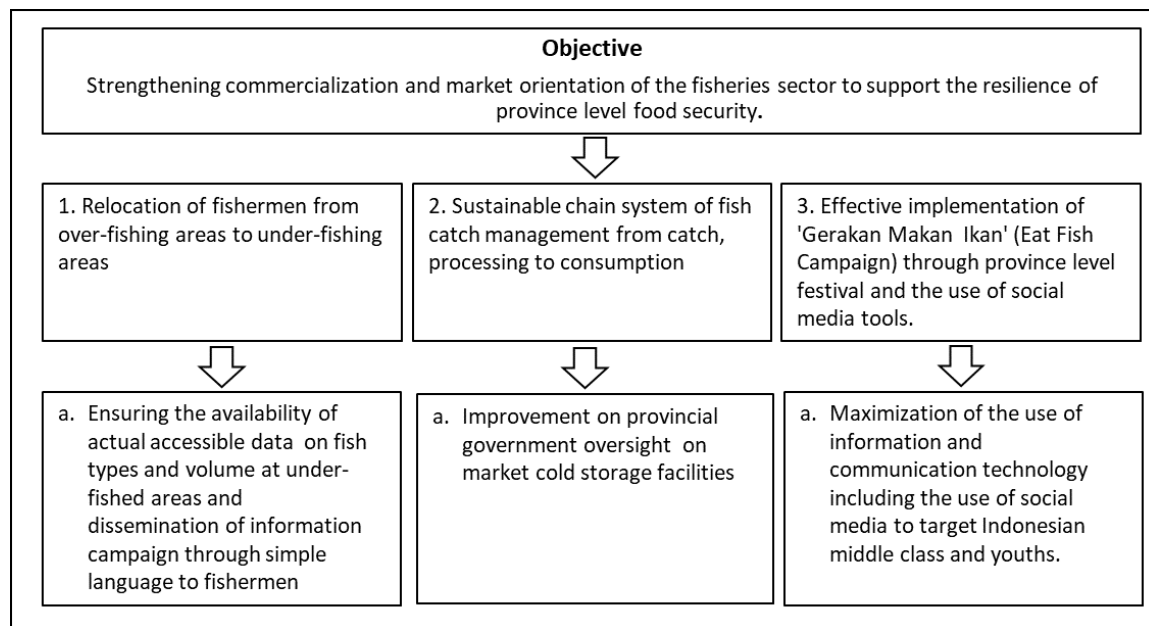 Objective
Strengthening commercialization and market orientation of the fisheries sector to support the resilience of
province level food security.
1. Relocation of fishermen from
over-fishing areas to under-fishing
areas
2. Sustainable chain system of fish
catch management from catch,
processing to consumption
3. Effective implementation of
'Gerakan Makan Ikan' (Eat Fish
Campaign) through province level
festival and the use of social
media tools.
a. Ensuring the availability of
actual accessible data on fish
types and volume at under-
fished areas and
dissemination of information
campaign through simple
language to fishermen
a. Improvement on provincial
government oversight on
market cold storage facilities
a. Maximization of the use of
information and
communication technology
including the use of social
media to target Indonesian
middle class and youths.